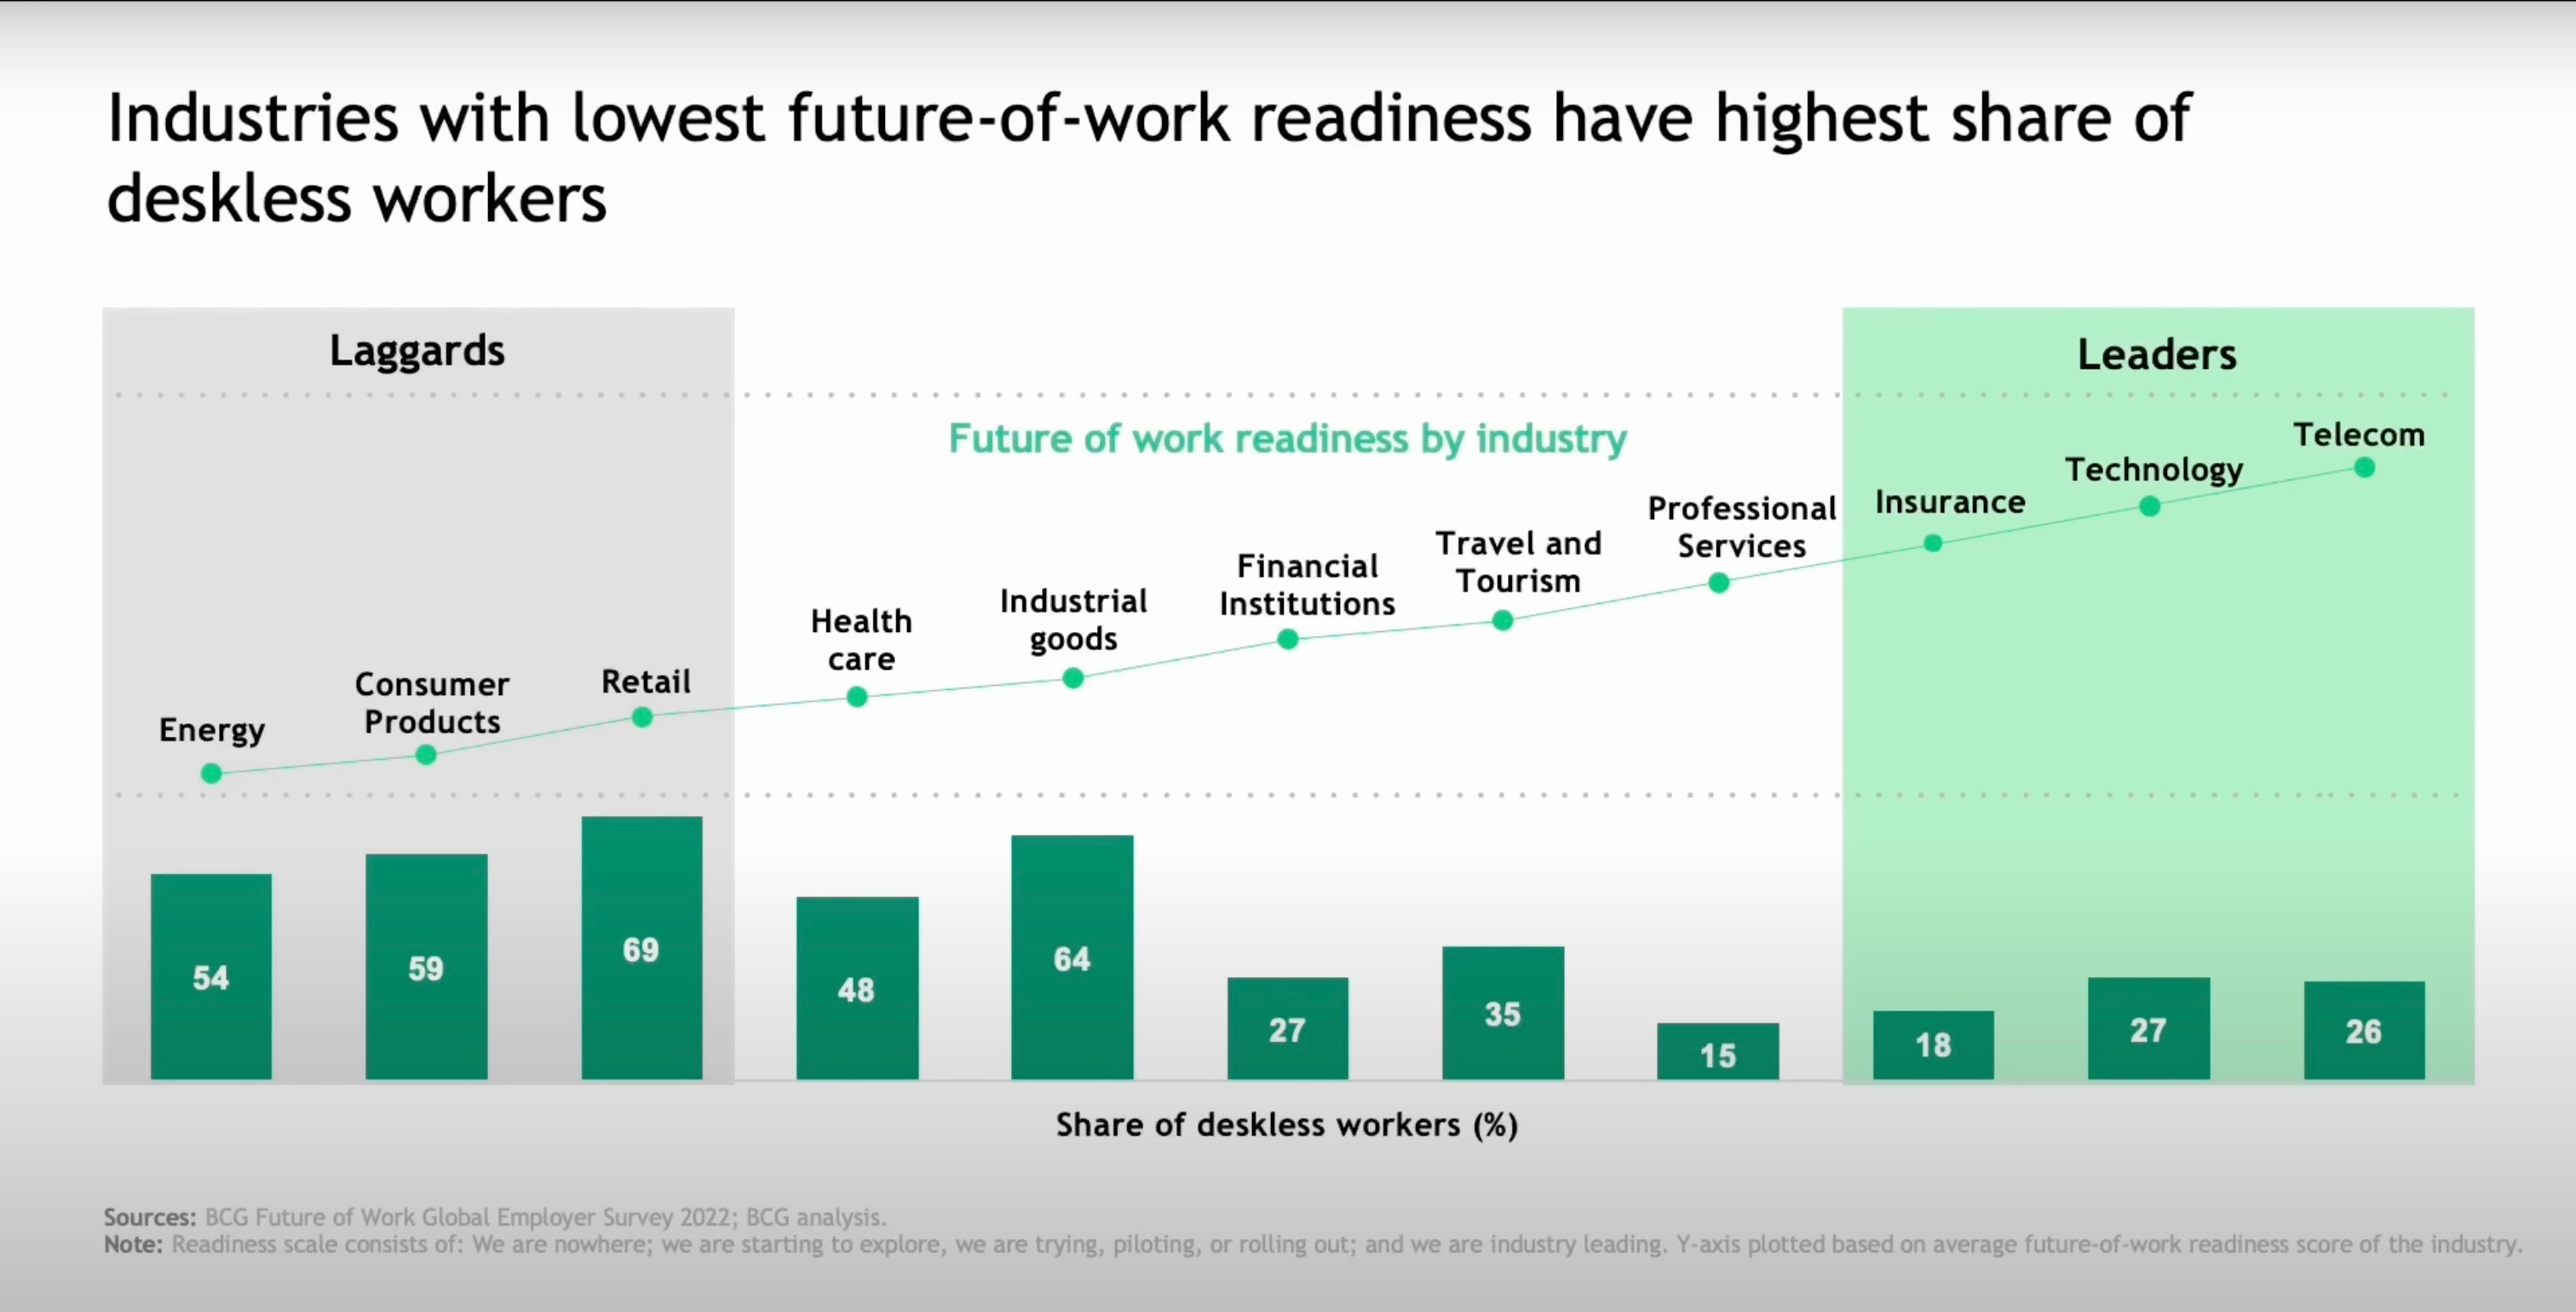 Industries with lowest future-of-work readiness have highest share of
deskless workers
Laggards
Leaders
Future of work readiness by industry
Energy
Consumer
Products
Retail
Health
care
Industrial
goods
Financial
Institutions
Travel and
Tourism
Professional
Services
Insurance
Technology
Telecom
54
59
69
48
64
27
35
15
18
27
26
Share of deskless workers (%)
Sources: BCG Future of Work Global Employer Survey 2022; BCG analysis.
Note: Readiness scale consists of: We are nowhere; we are starting to explore, we are trying, piloting, or rolling out; and we are industry leading. Y-axis plotted based on average future-of-work readiness score of the industry.